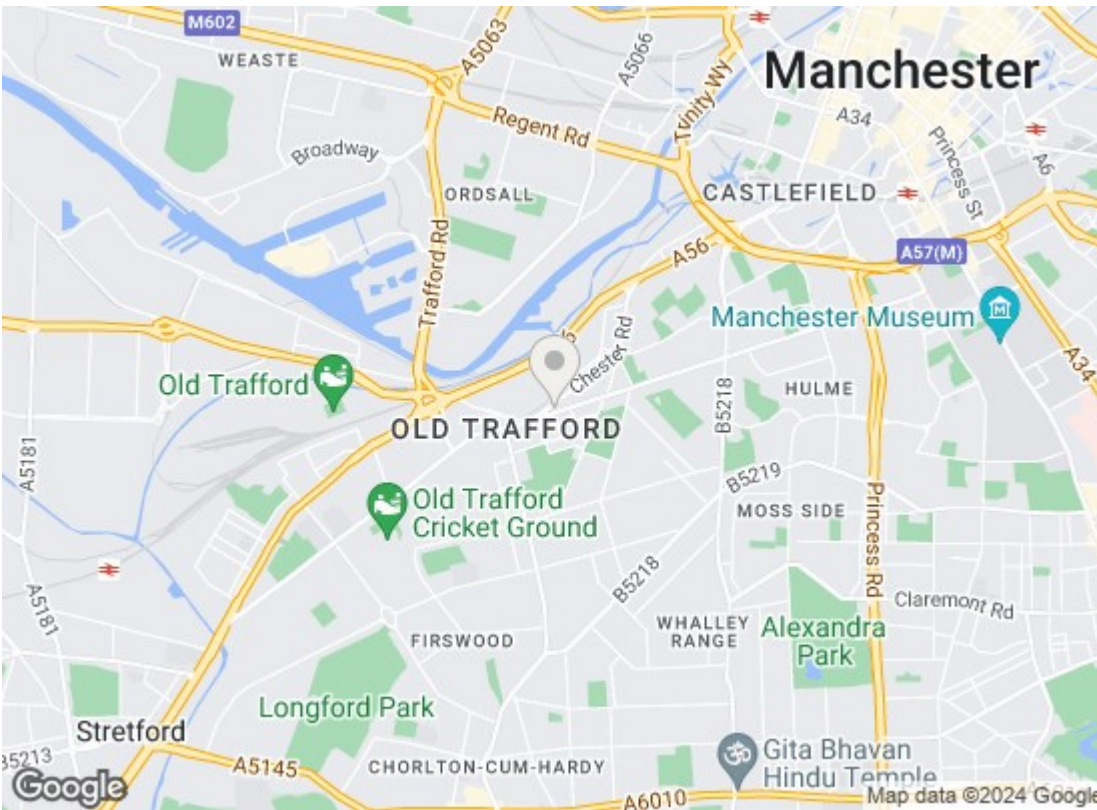 M602
WEASTE
A5063
A5066
Trinity Wy
Manchester
A34
Regent Rd
Broadway
Princess St
A6
ORDSALL
CASTLEFIELD
Trafford Rd
A56
A57(M)
Manchester Museum
Chester Rd
A34
Old Trafford
HULME
B5218
OLD TRAFFORD
A5181
B5219
Old Trafford
Cricket Ground
MOSS SIDE
Princess Rd
B5218
A5181
Claremont Rd
FIRSWOOD
WHALLEY
RANGE
Alexandra
Park
Longford Park
Stretford
B5213
A5145
CHORLTON-CUM-HARDY
Gita Bhavan
Hindu Temple
A6010
Google
Map data ©2024 Google